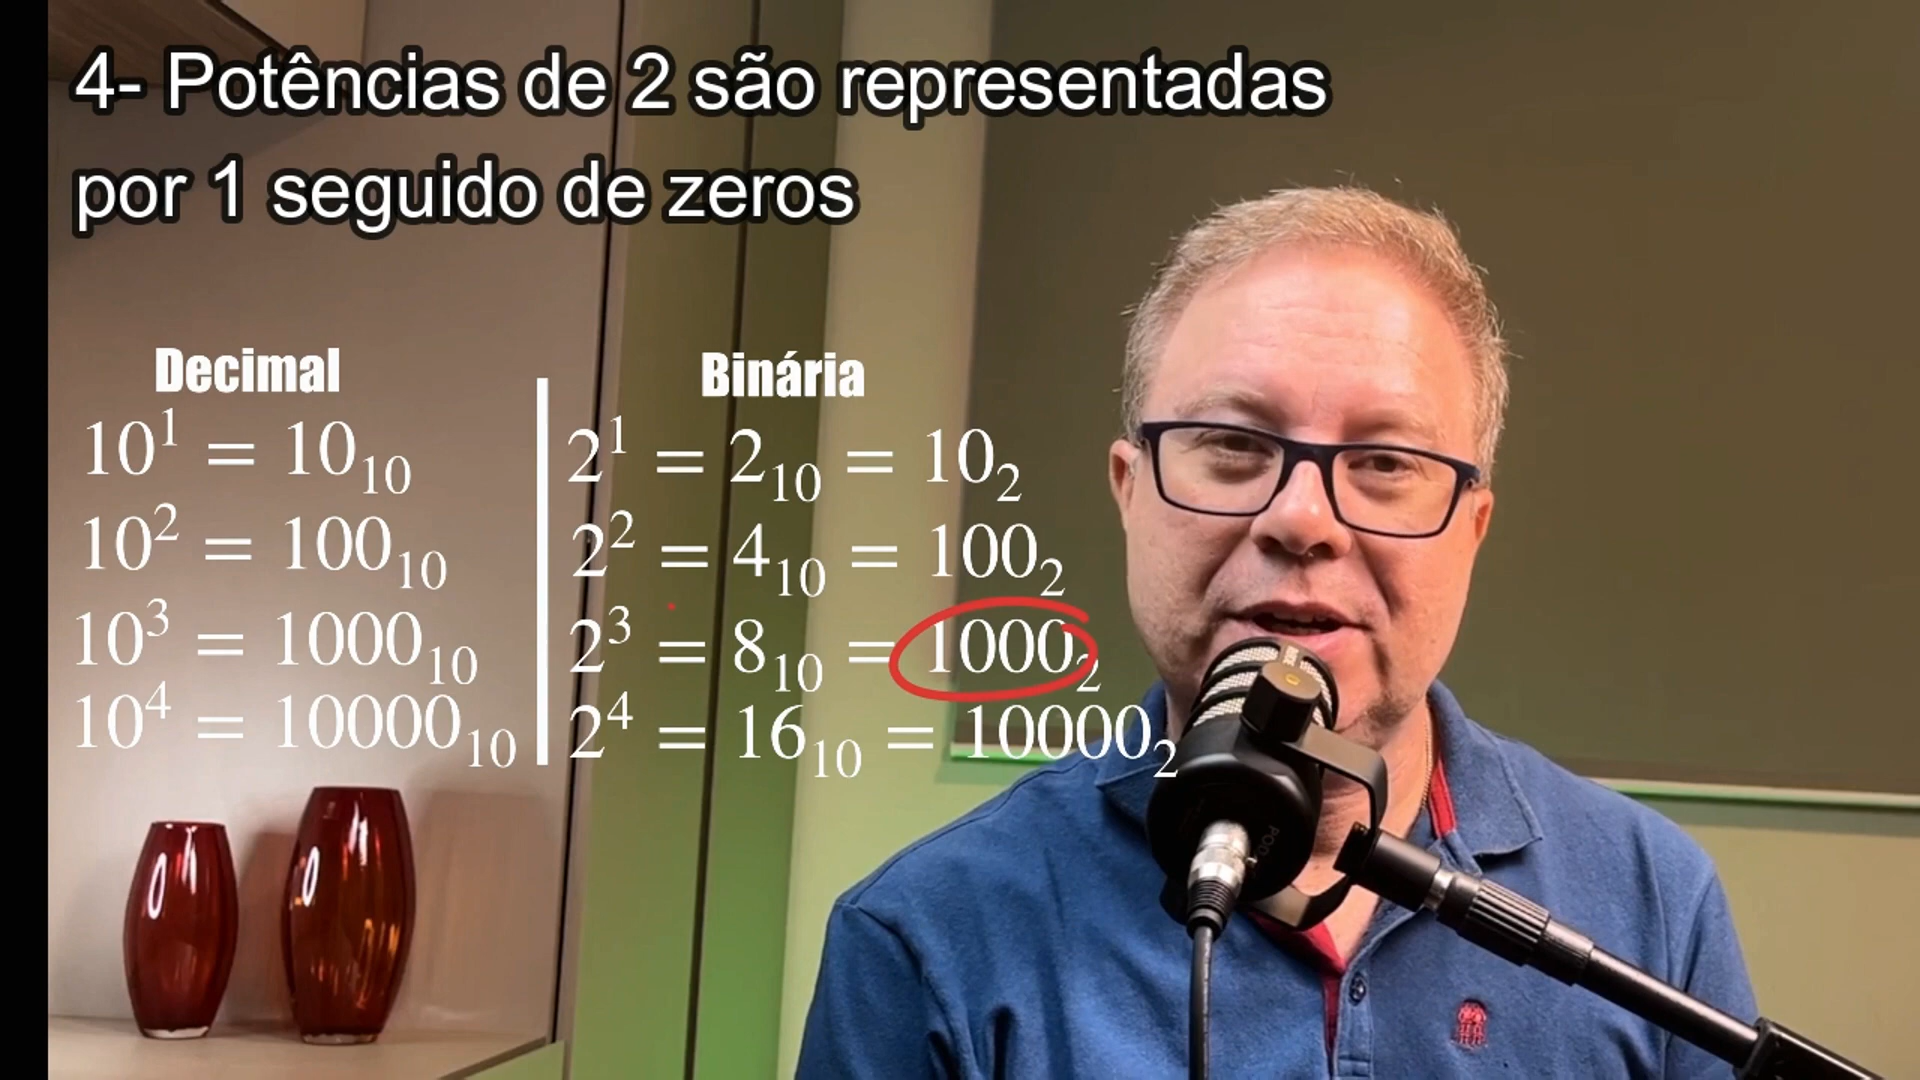 4- Potências de 2 são representadas
por 1 seguido de zeros
Decimal
10¹ = 10₁₀
10² = 100₁₀
10³ = 1000₁₀
10⁴ = 10000₁₀
Binária
2¹ = 2₁₀ = 10₂
2² = 4₁₀ = 100₂
2³ = 8₁₀ = 1000₂
2⁴ = 16₁₀ = 10000₂